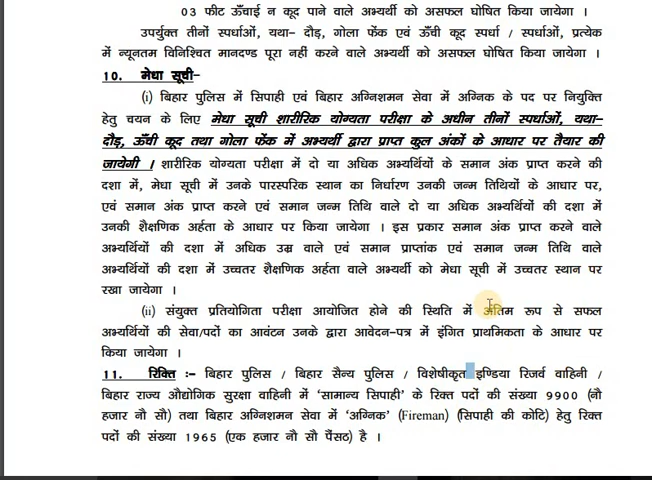 03 फीट ऊँचाई न कूद पाने वाले अभ्यर्थी को असफल घोषित किया जायेगा ।
उपर्युक्त तीनों स्पर्धाओं, यथा– दौड़, गोला फेंक एवं ऊँची कूद स्पर्धा / स्पर्धाओं, प्रत्येक
में न्यूनतम विनिश्चित मानदण्ड पूरा नहीं करने वाले अभ्यर्थी को असफल घोषित किया जायेगा ।
10. मेधा सूची–
(i) बिहार पुलिस में सिपाही एवं बिहार अग्निशमन सेवा में अग्निक के पद पर नियुक्ति
हेतु चयन के लिए मेधा सूची शारीरिक योग्यता परीक्षा के अधीन तीनों स्पर्धाओं, यथा–
दौड़, ऊँची कूद तथा गोला फेंक में अभ्यर्थी द्वारा प्राप्त कुल अंकों के आधार पर तैयार की
जायेगी । शारीरिक योग्यता परीक्षा में दो या अधिक अभ्यर्थियों के समान अंक प्राप्त करने की
दशा में, मेधा सूची में उनके पारस्परिक स्थान का निर्धारण उनकी जन्म तिथियों के आधार पर,
एवं समान अंक प्राप्त करने एवं समान जन्म तिथि वाले दो या अधिक अभ्यर्थियों की दशा में
उनकी शैक्षणिक अर्हता के आधार पर किया जायेगा । इस प्रकार समान अंक प्राप्त करने वाले
अभ्यर्थियों की दशा में अधिक उम्र वाले एवं समान प्राप्तांक एवं समान जन्म तिथि वाले
अभ्यर्थियों की दशा में उच्चतर शैक्षणिक अर्हता वाले अभ्यर्थी को मेधा सूची में उच्चतर स्थान पर
रखा जायेगा ।
(ii) संयुक्त प्रतियोगिता परीक्षा आयोजित होने की स्थिति में अंतिम रूप से सफल
अभ्यर्थियों की सेवा/पदों का आवंटन उनके द्वारा आवेदन-पत्र में इंगित प्राथमिकता के आधार पर
किया जायेगा ।
11. रिक्ति :– बिहार पुलिस / बिहार सैन्य पुलिस / विशेषीकृत इण्डिया रिजर्व वाहिनी /
बिहार राज्य औद्योगिक सुरक्षा वाहिनी में 'सामान्य सिपाही' के रिक्त पदों की संख्या 9900 (नौ
हजार नौ सौ) तथा बिहार अग्निशमन सेवा में 'अग्निक' (Fireman) (सिपाही की कोटि) हेतु रिक्त
पदों की संख्या 1965 (एक हजार नौ सौ पैंसठ) है ।